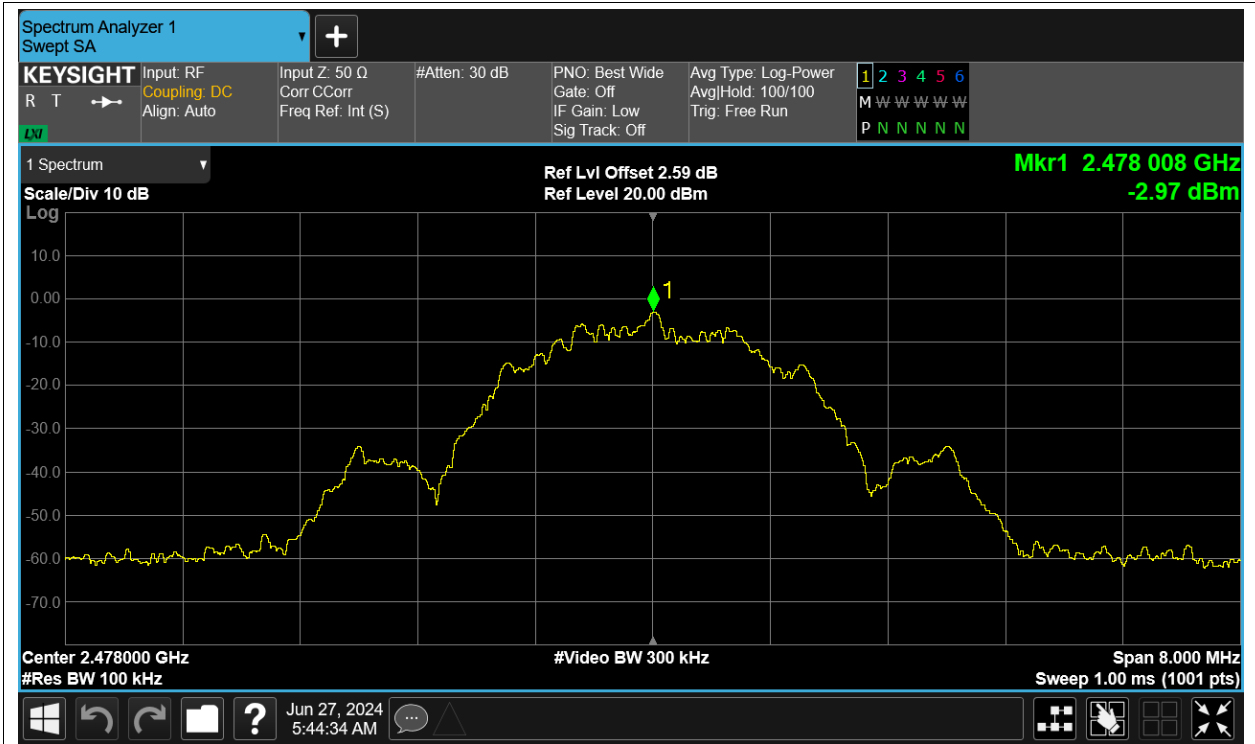 Spectrum Analyzer 1
Swept SA
KEYSIGHT
R T
LXI
Input: RF
Coupling: DC
Align: Auto
Input Z: 50 Ω
Corr CCorr
Freq Ref: Int (S)
#Atten: 30 dB
PNO: Best Wide
Gate: Off
IF Gain: Low
Sig Track: Off
Avg Type: Log-Power
Avg|Hold: 100/100
Trig: Free Run
1 2 3 4 5 6
M W W W W W
P N N N N N
1 Spectrum
Scale/Div 10 dB
Ref Lvl Offset 2.59 dB
Ref Level 20.00 dBm
Mkr1 2.478 008 GHz
-2.97 dBm
Log
10.0
0.00
-10.0
-20.0
-30.0
-40.0
-50.0
-60.0
-70.0
1
Center 2.478000 GHz
#Res BW 100 kHz
#Video BW 300 kHz
Span 8.000 MHz
Sweep 1.00 ms (1001 pts)
?
Jun 27, 2024
5:44:34 AM